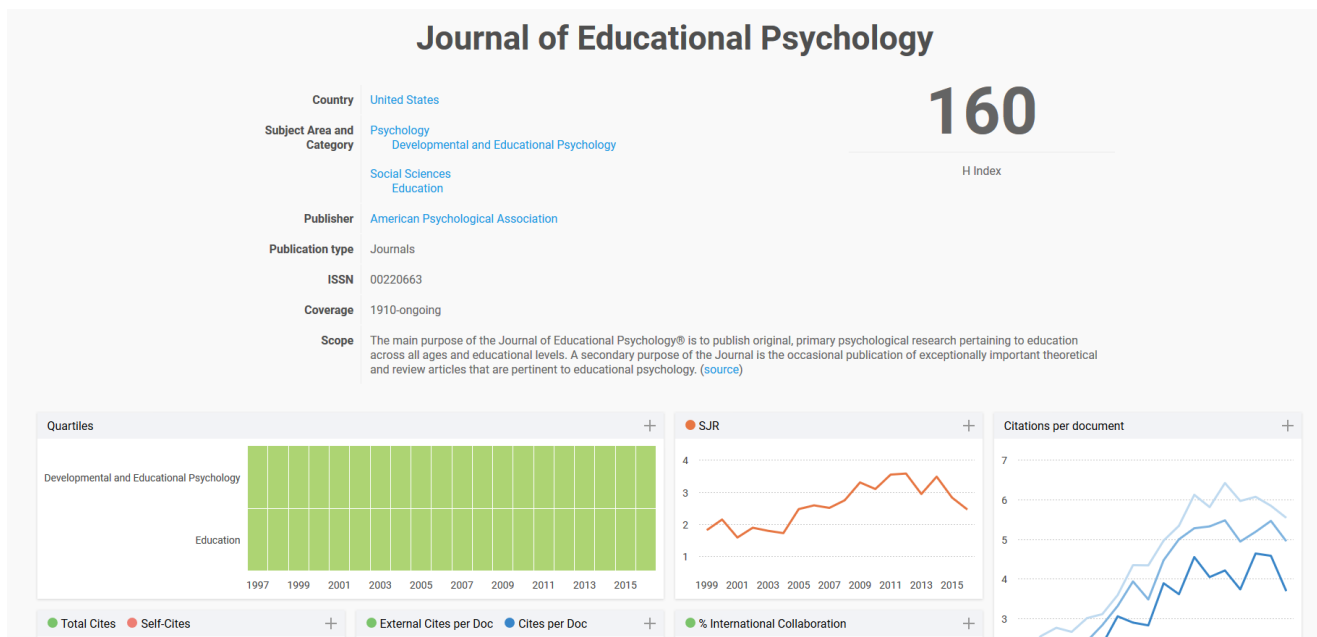 Journal of Educational Psychology
Country United States
160
Subject Area and Category Psychology
Developmental and Educational Psychology
H Index
Social Sciences
Education
Publisher American Psychological Association
Publication type Journals
ISSN 00220663
Coverage 1910-ongoing
Scope The main purpose of the Journal of Educational Psychology® is to publish original, primary psychological research pertaining to education
across all ages and educational levels. A secondary purpose of the Journal is the occasional publication of exceptionally important theoretical
and review articles that are pertinent to educational psychology. (source)
Quartiles
Developmental and Educational Psychology
Education
1997 1999 2001 2003 2005 2007 2009 2011 2013 2015
SJR
4
3
2
1
1999 2001 2003 2005 2007 2009 2011 2013 2015
Citations per document
7
6
5
4
3
Total Cites Self-Cites
External Cites per Doc Cites per Doc
% International Collaboration